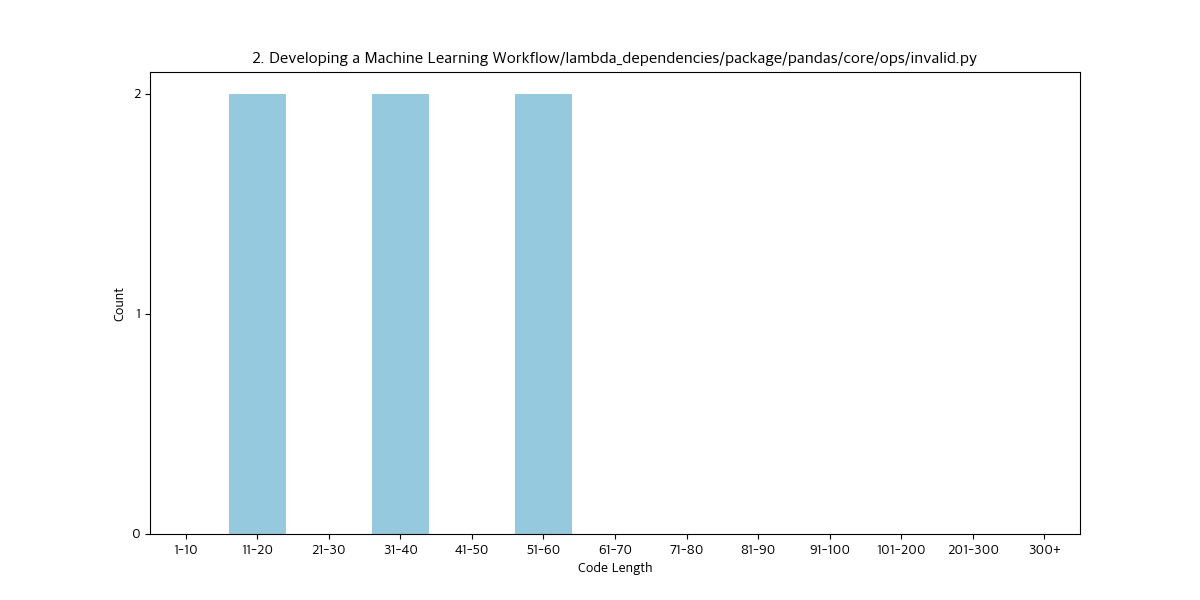 2. Developing a Machine Learning Workflow/lambda_dependencies/package/pandas/core/ops/invalid.py
2
1
0
Count
1-10 11-20 21-30 31-40 41-50 51-60 61-70 71-80 81-90 91-100 101-200 201-300 300+
Code Length